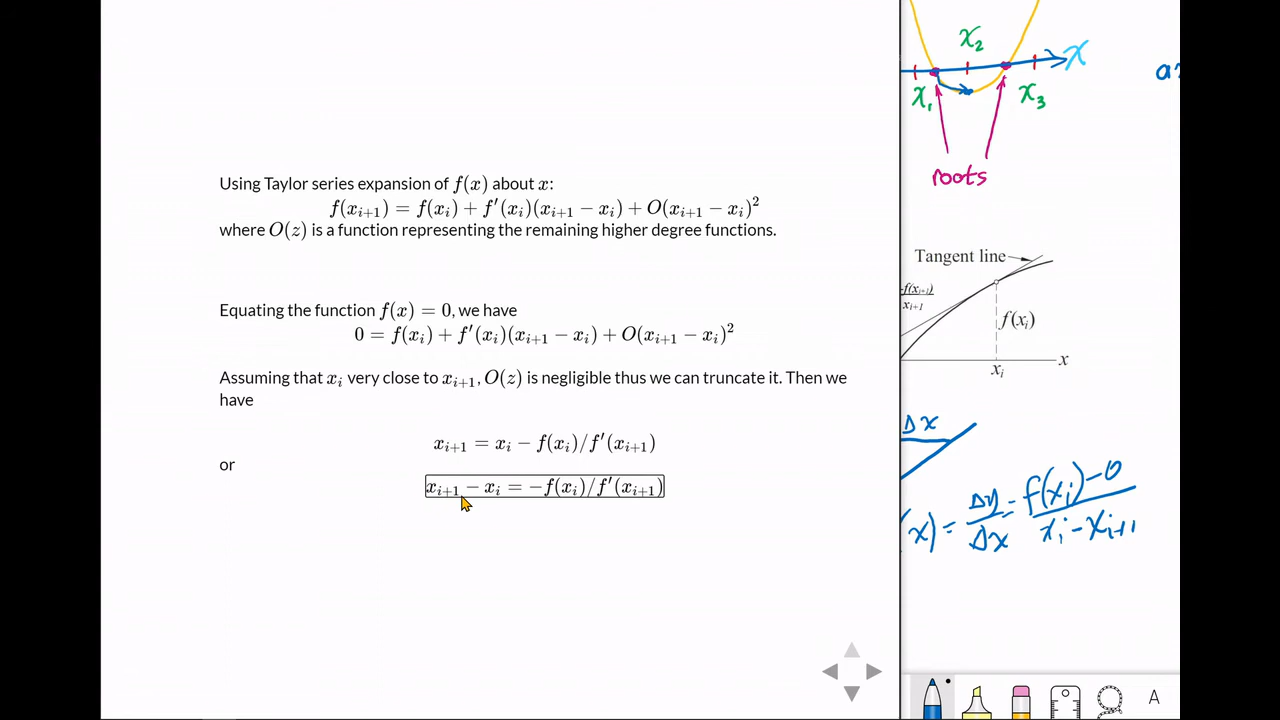 Using Taylor series expansion of f(x) about x:
f(x_{i+1}) = f(x_i) + f′(x_i)(x_{i+1} − x_i) + O(x_{i+1} − x_i)^2
where O(z) is a function representing the remaining higher degree functions.
Equating the function f(x) = 0, we have
0 = f(x_i) + f′(x_i)(x_{i+1} − x_i) + O(x_{i+1} − x_i)^2
Assuming that x_i very close to x_{i+1}, O(z) is negligible thus we can truncate it. Then we
have
x_{i+1} = x_i − f(x_i)/f′(x_{i+1})
or
x_{i+1} − x_i = −f(x_i)/f′(x_{i+1})
x_2
x
x_1
x_3
roots
Tangent line
f(x_{i+1})
x_{i+1}
f(x_i)
x_i
x
Δx
x) = Δy/Δx = (f(x_i) − 0)/(x_i − x_{i+1})
A